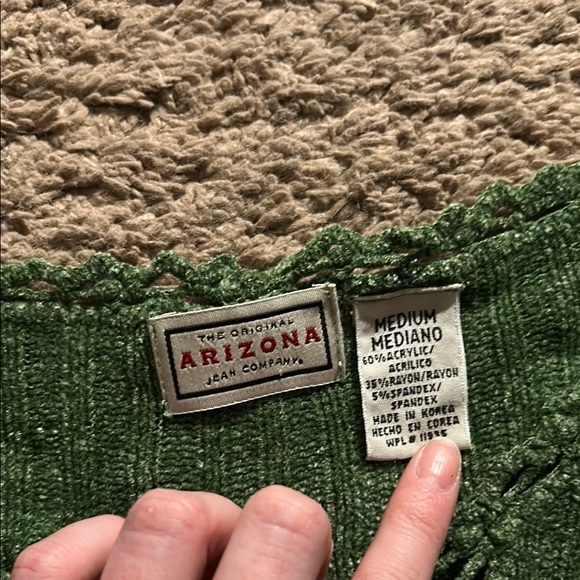 THE ORIGINAL
ARIZONA
JEAN COMPANY®
MEDIUM
MEDIANO
60%ACRYLIC/
ACRILICO
35%RAYON/RAYON
5%SPANDEX/
SPANDEX
MADE IN KOREA
HECHO EN COREA
WPL# 11935